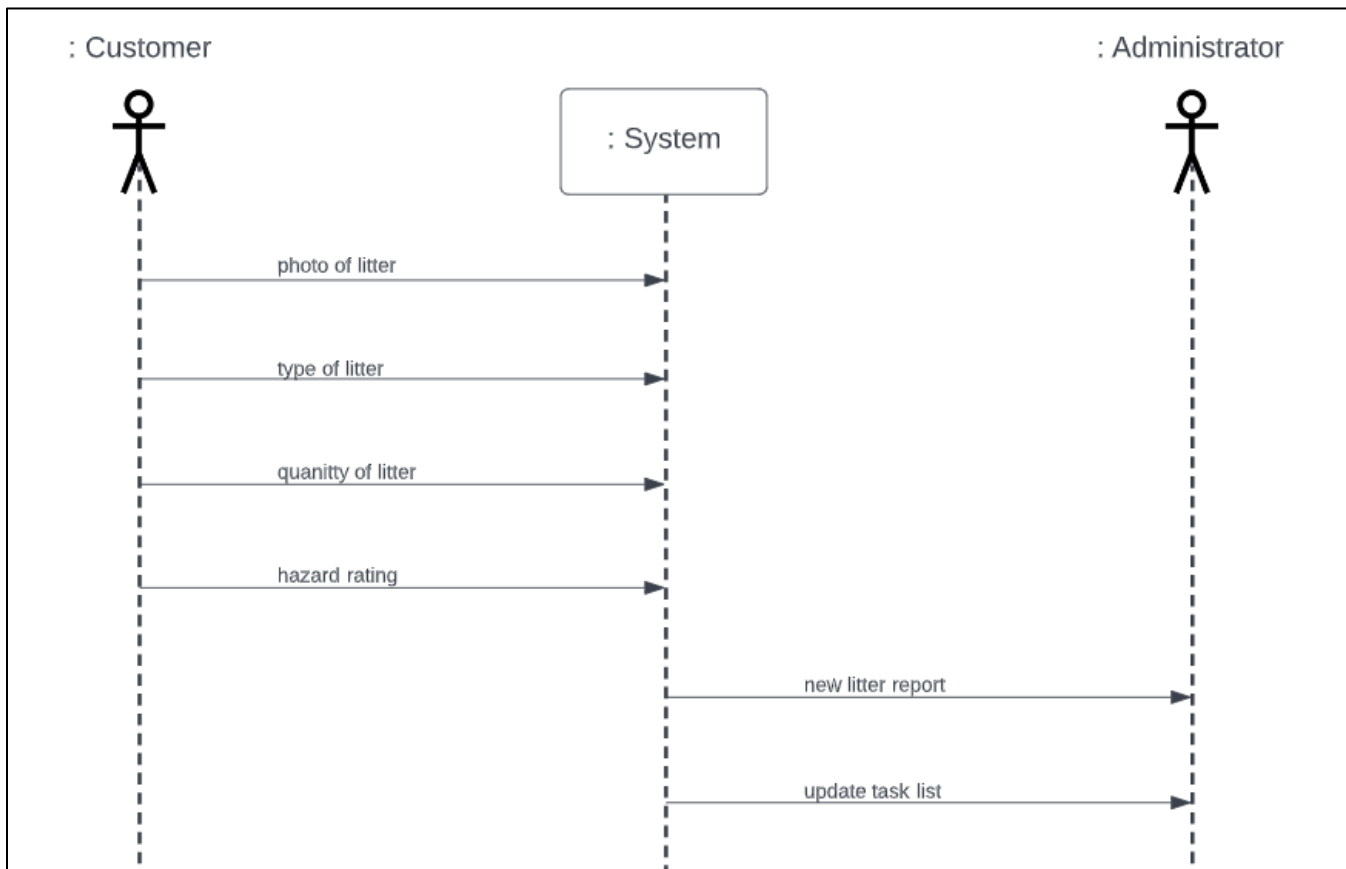 : Customer
: System
: Administrator
photo of litter
type of litter
quanitty of litter
hazard rating
new litter report
update task list